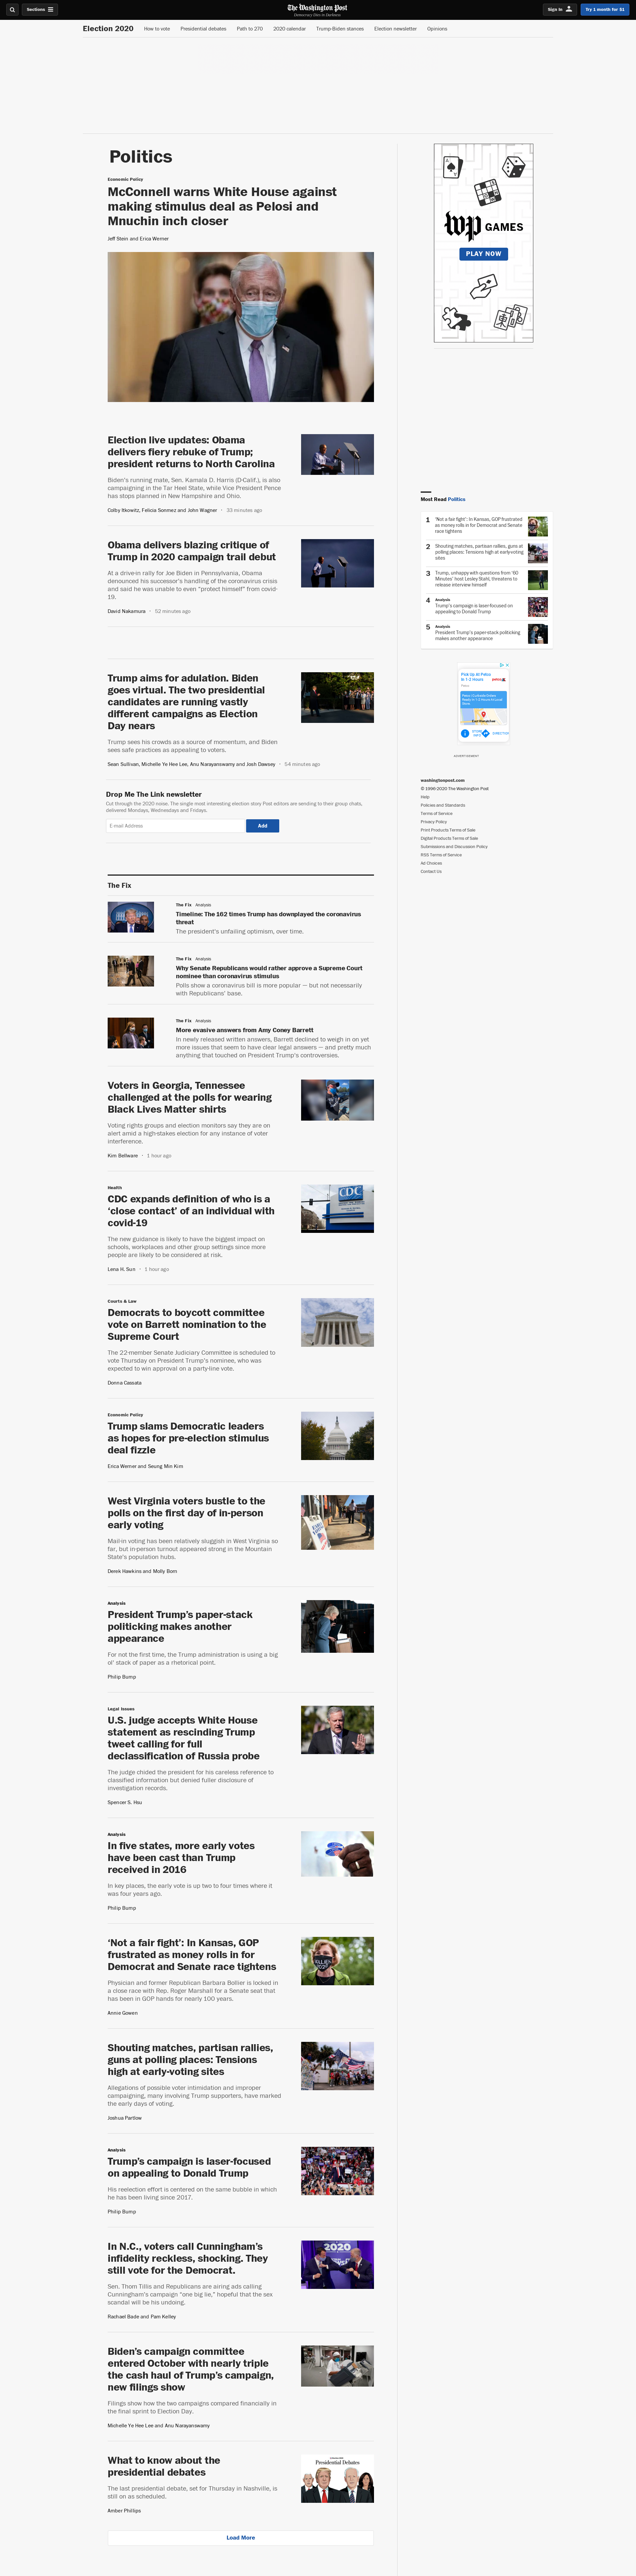 Sections
The Washington Post
Democracy Dies in Darkness
Sign In
Try 1 month for $1
Election 2020
How to vote
Presidential debates
Path to 270
2020 calendar
Trump-Biden stances
Election newsletter
Opinions
Politics
Economic Policy
McConnell warns White House against
making stimulus deal as Pelosi and
Mnuchin inch closer
Jeff Stein and Erica Werner
Election live updates: Obama
delivers fiery rebuke of Trump;
president returns to North Carolina
Biden's running mate, Sen. Kamala D. Harris (D-Calif.), is also
campaigning in the Tar Heel State, while Vice President Pence
has stops planned in New Hampshire and Ohio.
Colby Itkowitz, Felicia Sonmez and John Wagner • 33 minutes ago
Obama delivers blazing critique of
Trump in 2020 campaign trail debut
At a drive-in rally for Joe Biden in Pennsylvania, Obama
denounced his successor's handling of the coronavirus crisis
and said he was unable to even "protect himself" from covid-
19.
David Nakamura • 52 minutes ago
Trump aims for adulation. Biden
goes virtual. The two presidential
candidates are running vastly
different campaigns as Election
Day nears
Trump sees his crowds as a source of momentum, and Biden
sees safe practices as appealing to voters.
Sean Sullivan, Michelle Ye Hee Lee, Anu Narayanswamy and Josh Dawsey • 54 minutes ago
Drop Me The Link newsletter
Cut through the 2020 noise. The single most interesting election story Post editors are sending to their group chats,
delivered Mondays, Wednesdays and Fridays.
E-mail Address
Add
The Fix
The Fix Analysis
Timeline: The 162 times Trump has downplayed the coronavirus
threat
The president's unfailing optimism, over time.
The Fix Analysis
Why Senate Republicans would rather approve a Supreme Court
nominee than coronavirus stimulus
Polls show a coronavirus bill is more popular — but not necessarily
with Republicans' base.
The Fix Analysis
More evasive answers from Amy Coney Barrett
In newly released written answers, Barrett declined to weigh in on yet
more issues that seem to have clear legal answers — and pretty much
anything that touched on President Trump's controversies.
Voters in Georgia, Tennessee
challenged at the polls for wearing
Black Lives Matter shirts
Voting rights groups and election monitors say they are on
alert amid a high-stakes election for any instance of voter
interference.
Kim Bellware • 1 hour ago
Health
CDC expands definition of who is a
‘close contact’ of an individual with
covid-19
The new guidance is likely to have the biggest impact on
schools, workplaces and other group settings since more
people are likely to be considered at risk.
Lena H. Sun • 1 hour ago
CDC
Courts & Law
Democrats to boycott committee
vote on Barrett nomination to the
Supreme Court
The 22-member Senate Judiciary Committee is scheduled to
vote Thursday on President Trump's nominee, who was
expected to win approval on a party-line vote.
Donna Cassata
Economic Policy
Trump slams Democratic leaders
as hopes for pre-election stimulus
deal fizzle
Erica Werner and Seung Min Kim
West Virginia voters bustle to the
polls on the first day of in-person
early voting
Mail-in voting has been relatively sluggish in West Virginia so
far, but in-person turnout appeared strong in the Mountain
State's population hubs.
Derek Hawkins and Molly Born
Analysis
President Trump's paper-stack
politicking makes another
appearance
For not the first time, the Trump administration is using a big
ol' stack of paper as a rhetorical point.
Philip Bump
Legal Issues
U.S. judge accepts White House
statement as rescinding Trump
tweet calling for full
declassification of Russia probe
The judge chided the president for his careless reference to
classified information but denied fuller disclosure of
investigation records.
Spencer S. Hsu
Analysis
In five states, more early votes
have been cast than Trump
received in 2016
In key places, the early vote is up two to four times where it
was four years ago.
Philip Bump
‘Not a fair fight’: In Kansas, GOP
frustrated as money rolls in for
Democrat and Senate race tightens
Physician and former Republican Barbara Bollier is locked in
a close race with Rep. Roger Marshall for a Senate seat that
has been in GOP hands for nearly 100 years.
Annie Gowen
Shouting matches, partisan rallies,
guns at polling places: Tensions
high at early-voting sites
Allegations of possible voter intimidation and improper
campaigning, many involving Trump supporters, have marked
the early days of voting.
Joshua Partlow
Analysis
Trump's campaign is laser-focused
on appealing to Donald Trump
His reelection effort is centered on the same bubble in which
he has been living since 2017.
Philip Bump
In N.C., voters call Cunningham's
infidelity reckless, shocking. They
still vote for the Democrat.
Sen. Thom Tillis and Republicans are airing ads calling
Cunningham's campaign "one big lie," hopeful that the sex
scandal will be his undoing.
Rachael Bade and Pam Kelley
2020
Biden's campaign committee
entered October with nearly triple
the cash haul of Trump's campaign,
new filings show
Filings show how the two campaigns compared financially in
the final sprint to Election Day.
Michelle Ye Hee Lee and Anu Narayanswamy
What to know about the
presidential debates
The last presidential debate, set for Thursday in Nashville, is
still on as scheduled.
Amber Phillips
Presidential Debates
Load More
wp GAMES
PLAY NOW
Most Read Politics
1
‘Not a fair fight’: In Kansas, GOP frustrated
as money rolls in for Democrat and Senate
race tightens
2
Shouting matches, partisan rallies, guns at
polling places: Tensions high at early-voting
sites
3
Trump, unhappy with questions from ‘60
Minutes’ host Lesley Stahl, threatens to
release interview himself
4
Analysis
Trump's campaign is laser-focused on
appealing to Donald Trump
5
Analysis
President Trump's paper-stack politicking
makes another appearance
Pick Up At Petco
In 1-2 Hours
petco
Petco
East Wenatchee
STORE
INFO
DIRECTIONS
ADVERTISEMENT
washingtonpost.com
© 1996-2020 The Washington Post
Help
Policies and Standards
Terms of Service
Privacy Policy
Print Products Terms of Sale
Digital Products Terms of Sale
Submissions and Discussion Policy
RSS Terms of Service
Ad Choices
Contact Us